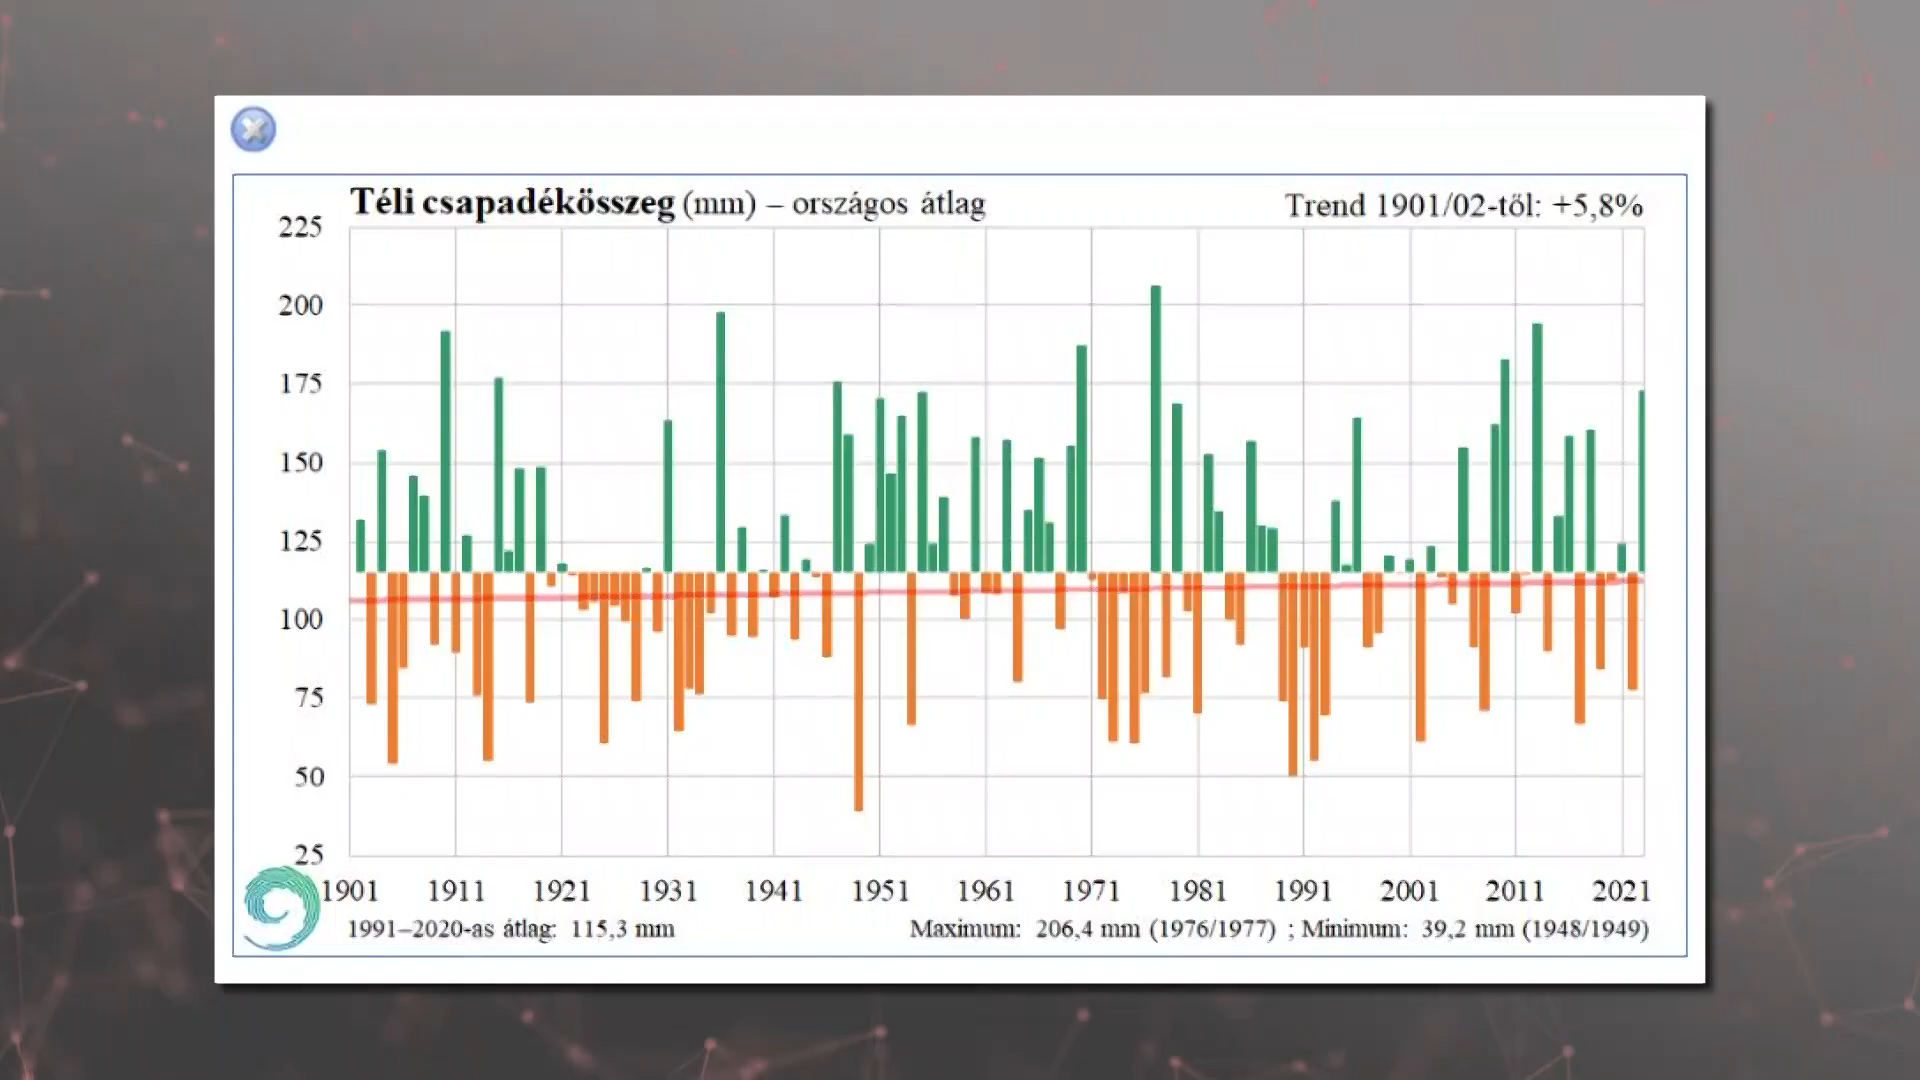 Téli csapadékösszeg (mm) – országos átlag
Trend 1901/02-től: +5,8%
225
200
175
150
125
100
75
50
25
1901 1911 1921 1931 1941 1951 1961 1971 1981 1991 2001 2011 2021
1991–2020-as átlag: 115,3 mm
Maximum: 206,4 mm (1976/1977) ; Minimum: 39,2 mm (1948/1949)